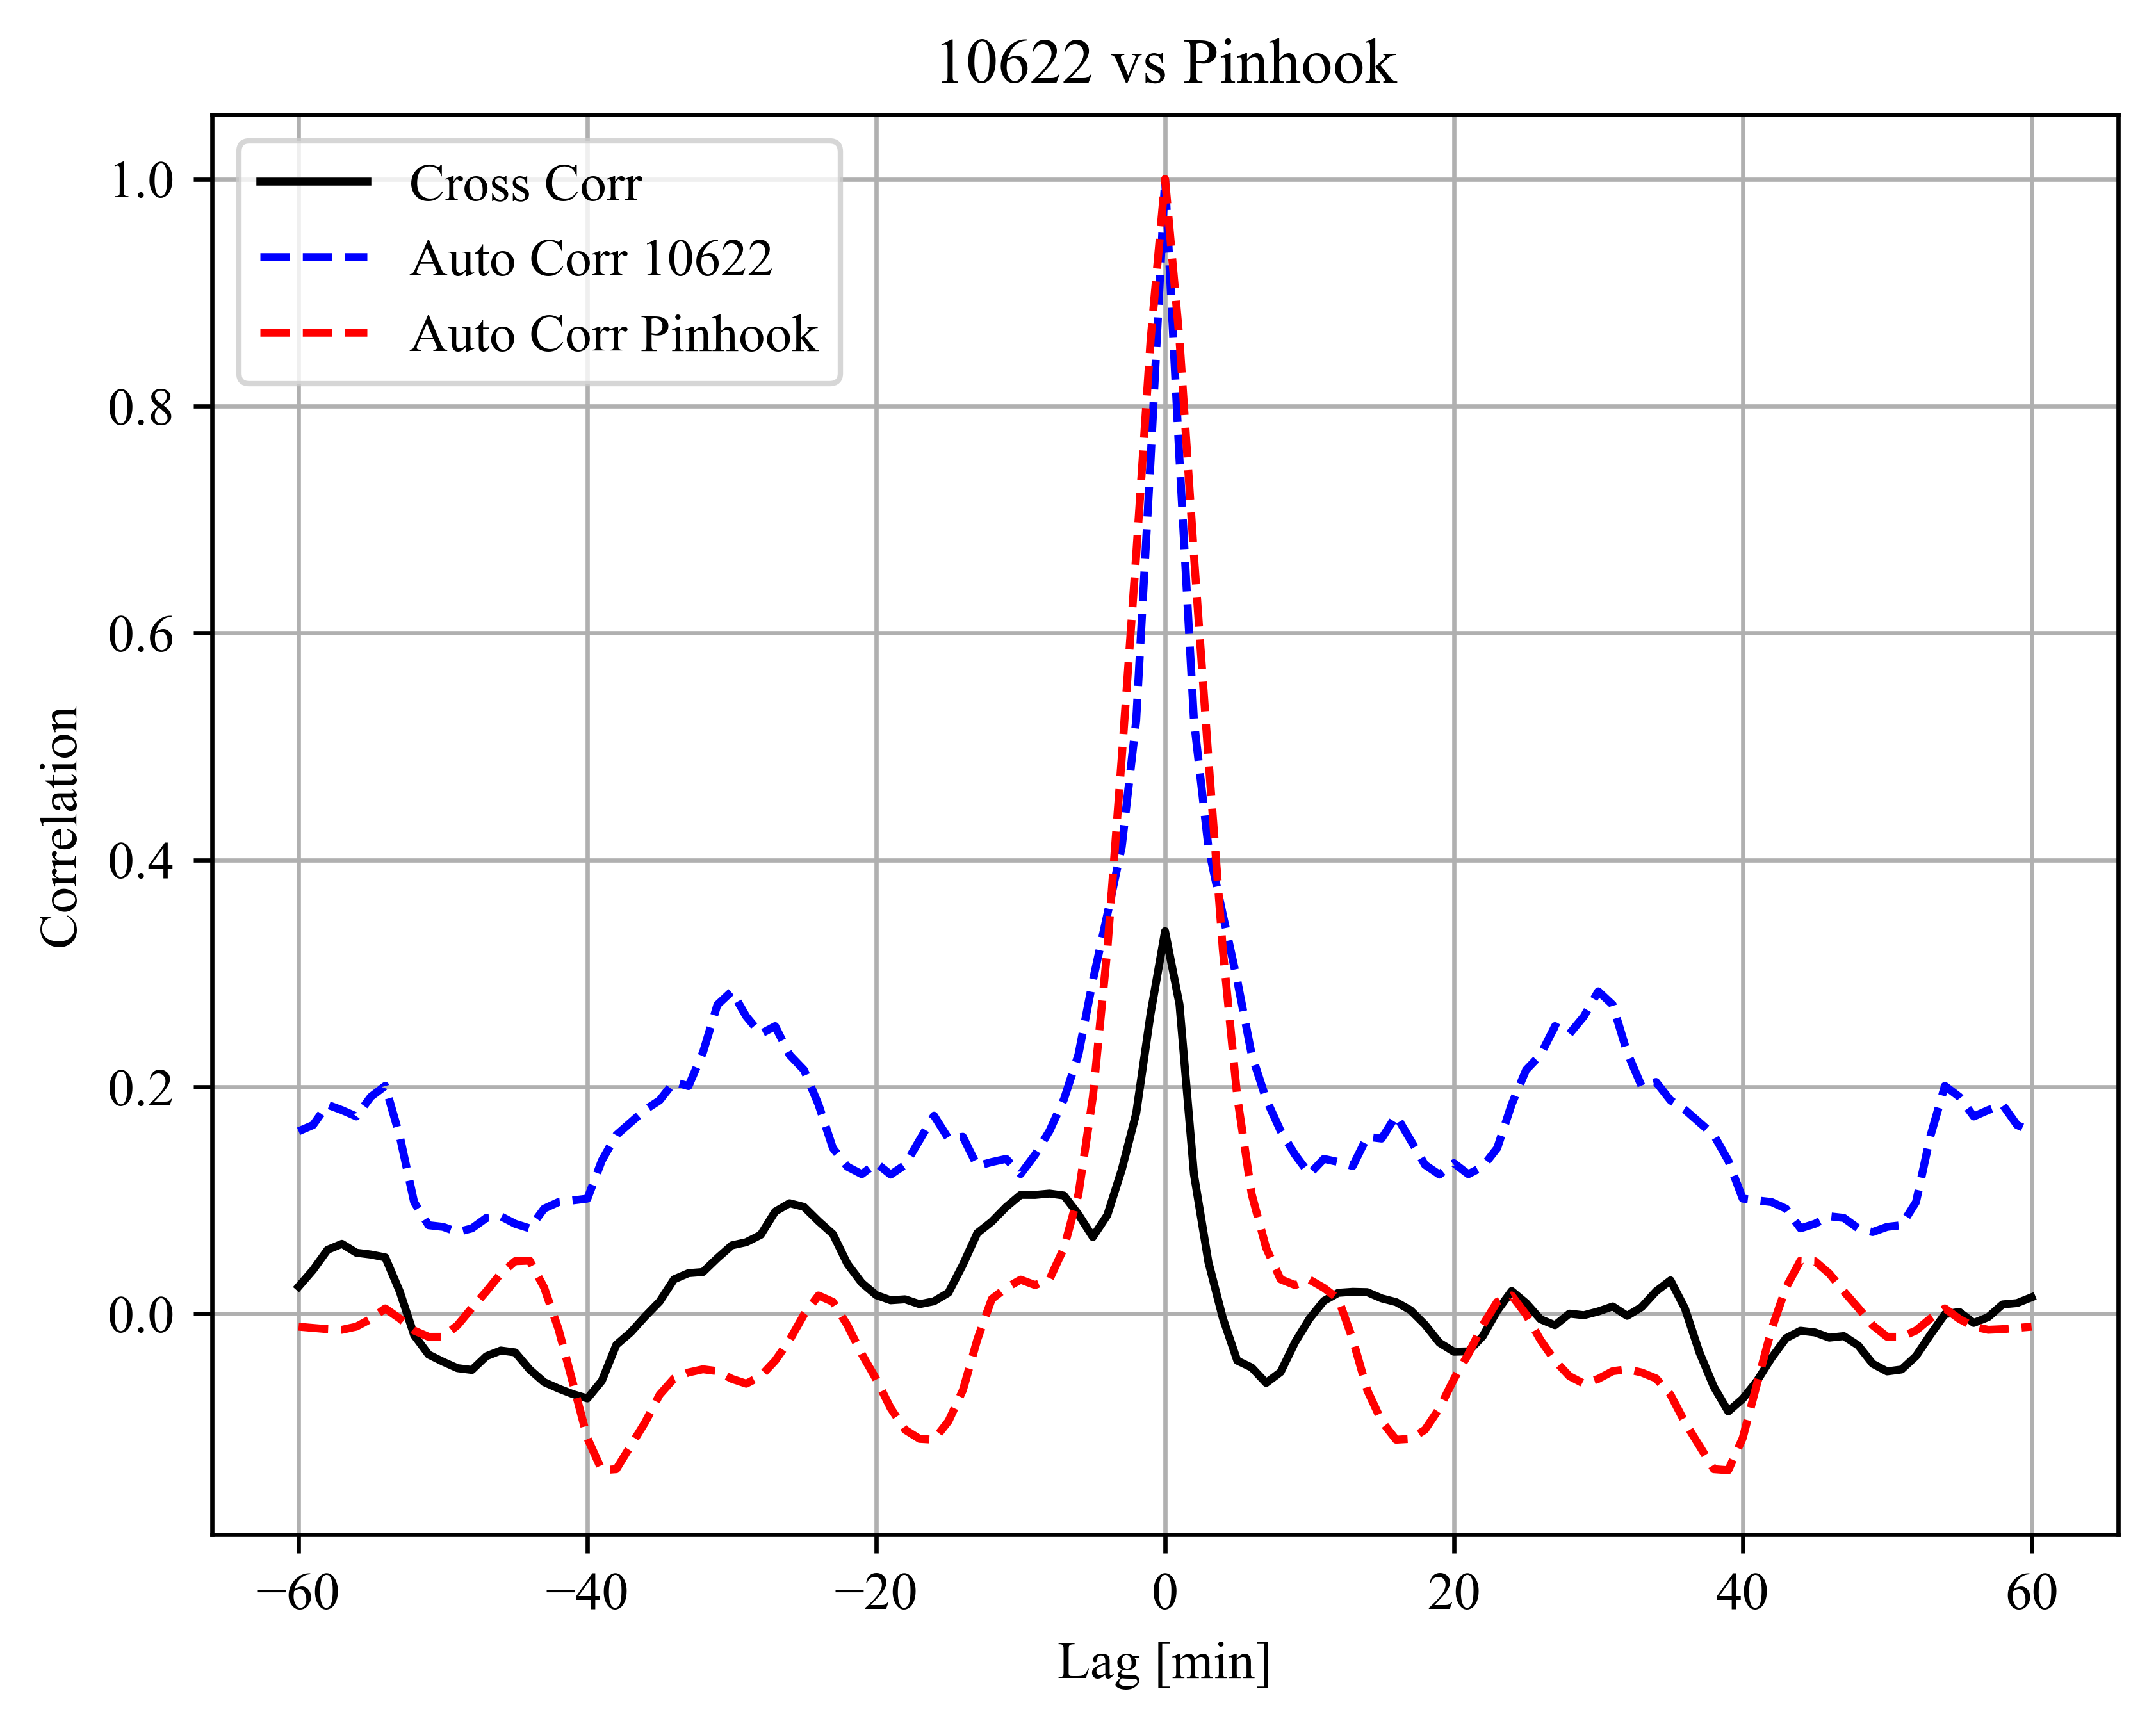 10622 vs Pinhook
Cross Corr
Auto Corr 10622
Auto Corr Pinhook
1.0
0.8
0.6
0.4
0.2
0.0
Correlation
−60 −40 −20 0 20 40 60
Lag [min]